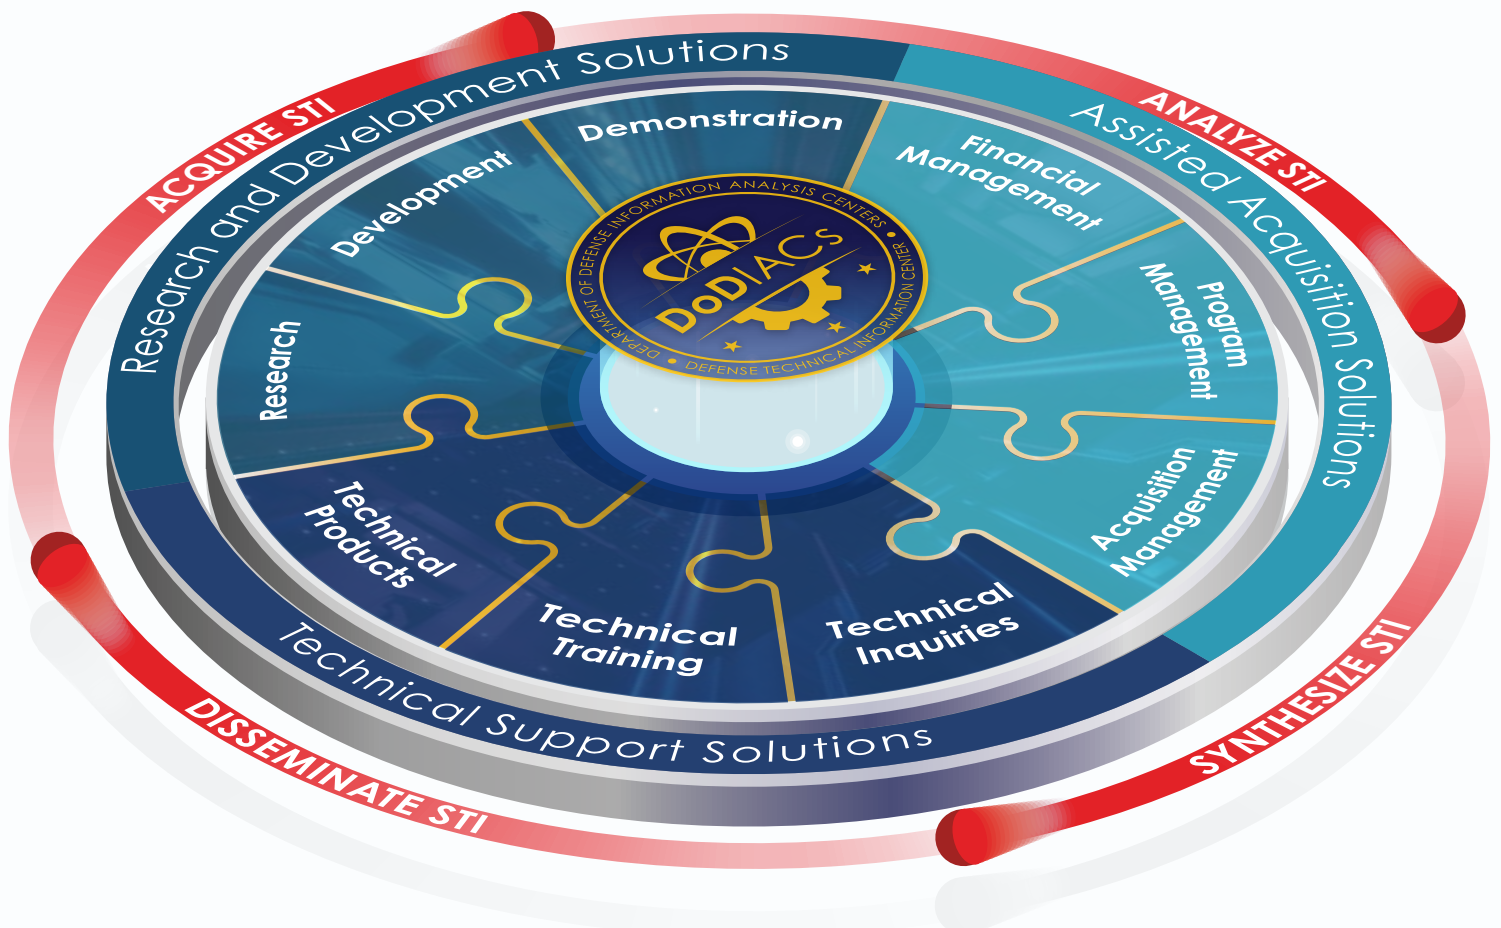 ACQUIRE STI
ANALYZE STI
SYNTHESIZE STI
DISSEMINATE STI
Research and Development Solutions
Assisted Acquisition Solutions
Technical Support Solutions
Research
Development
Demonstration
Financial
Management
Program
Management
Acquisition
Management
Technical
Inquiries
Technical
Training
Technical
Products
DEPARTMENT OF DEFENSE INFORMATION ANALYSIS CENTERS •
DEFENSE TECHNICAL INFORMATION CENTER •
DoDIACs